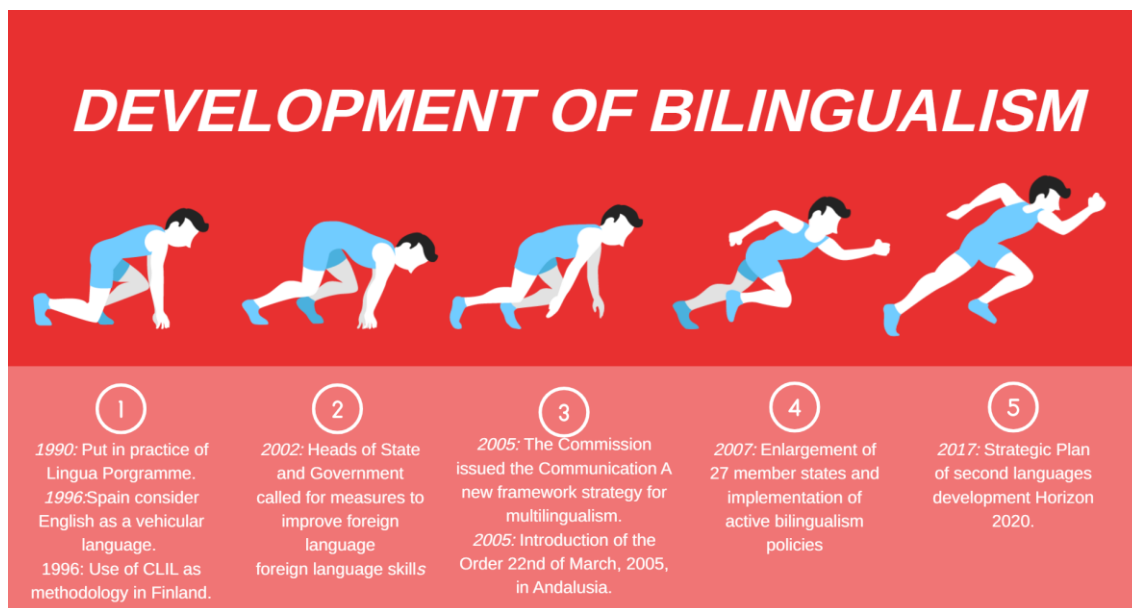 DEVELOPMENT OF BILINGUALISM
1
1990: Put in practice of
Lingua Porgramme.
1996:Spain consider
English as a vehicular
language.
1996: Use of CLIL as
methodology in Finland.
2
2002: Heads of State
and Government
called for measures to
improve foreign
language
foreign language skills
3
2005: The Commission
issued the Communication A
new framework strategy for
multilingualism.
2005: Introduction of the
Order 22nd of March, 2005,
in Andalusia.
4
2007: Enlargement of
27 member states and
implementation of
active bilingualism
policies
5
2017: Strategic Plan
of second languages
development Horizon
2020.